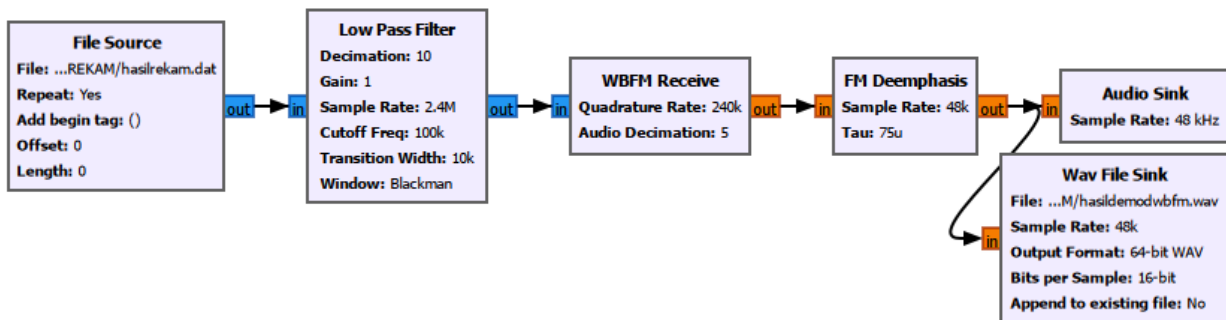 File Source
File: ...REKAM/hasilrekam.dat
Repeat: Yes
Add begin tag: ()
Offset: 0
Length: 0
out
in
Low Pass Filter
Decimation: 10
Gain: 1
Sample Rate: 2.4M
Cutoff Freq: 100k
Transition Width: 10k
Window: Blackman
out
in
WBFM Receive
Quadrature Rate: 240k
Audio Decimation: 5
out
in
FM Deemphasis
Sample Rate: 48k
Tau: 75u
out
in
Audio Sink
Sample Rate: 48 kHz
in
Wav File Sink
File: ...M/hasildemodwbfm.wav
Sample Rate: 48k
Output Format: 64-bit WAV
Bits per Sample: 16-bit
Append to existing file: No